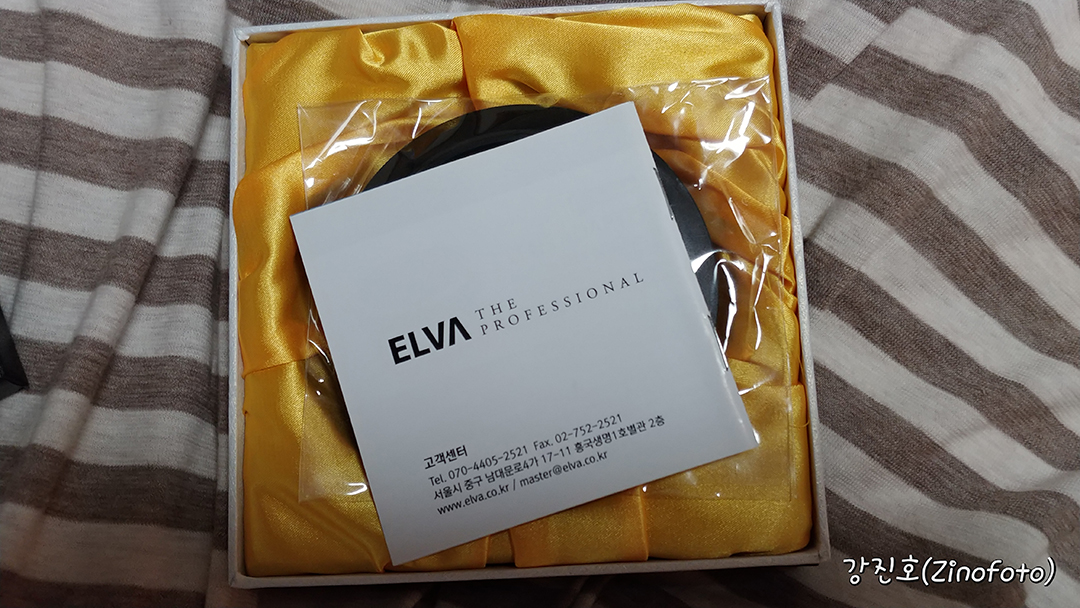 ELVA THE PROFESSIONAL
고객센터
Tel. 070-4405-2521 Fax. 02-752-2521
서울시 중구 남대문로4가 17-11 흥국생명1호별관 2층
www.elva.co.kr / master@elva.co.kr
강진호(Zinofoto)